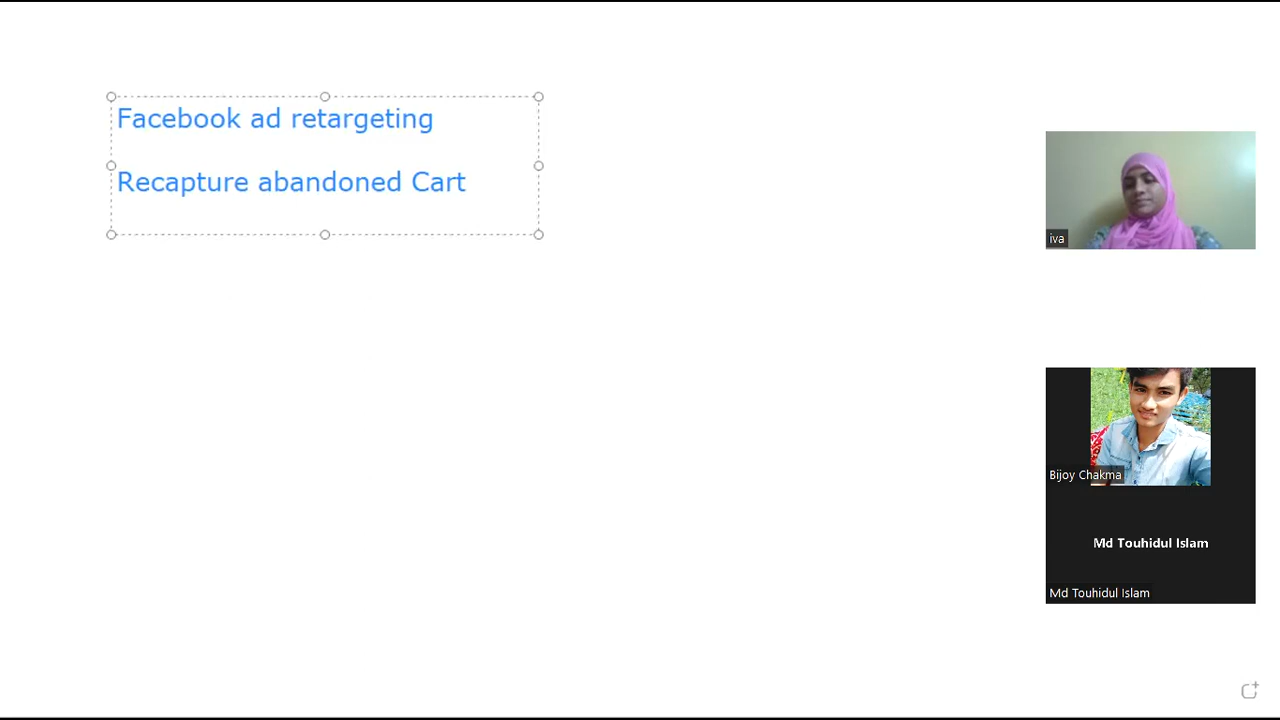 Facebook ad retargeting
Recapture abandoned Cart
iva
Bijoy Chakma
Md Touhidul Islam
Md Touhidul Islam